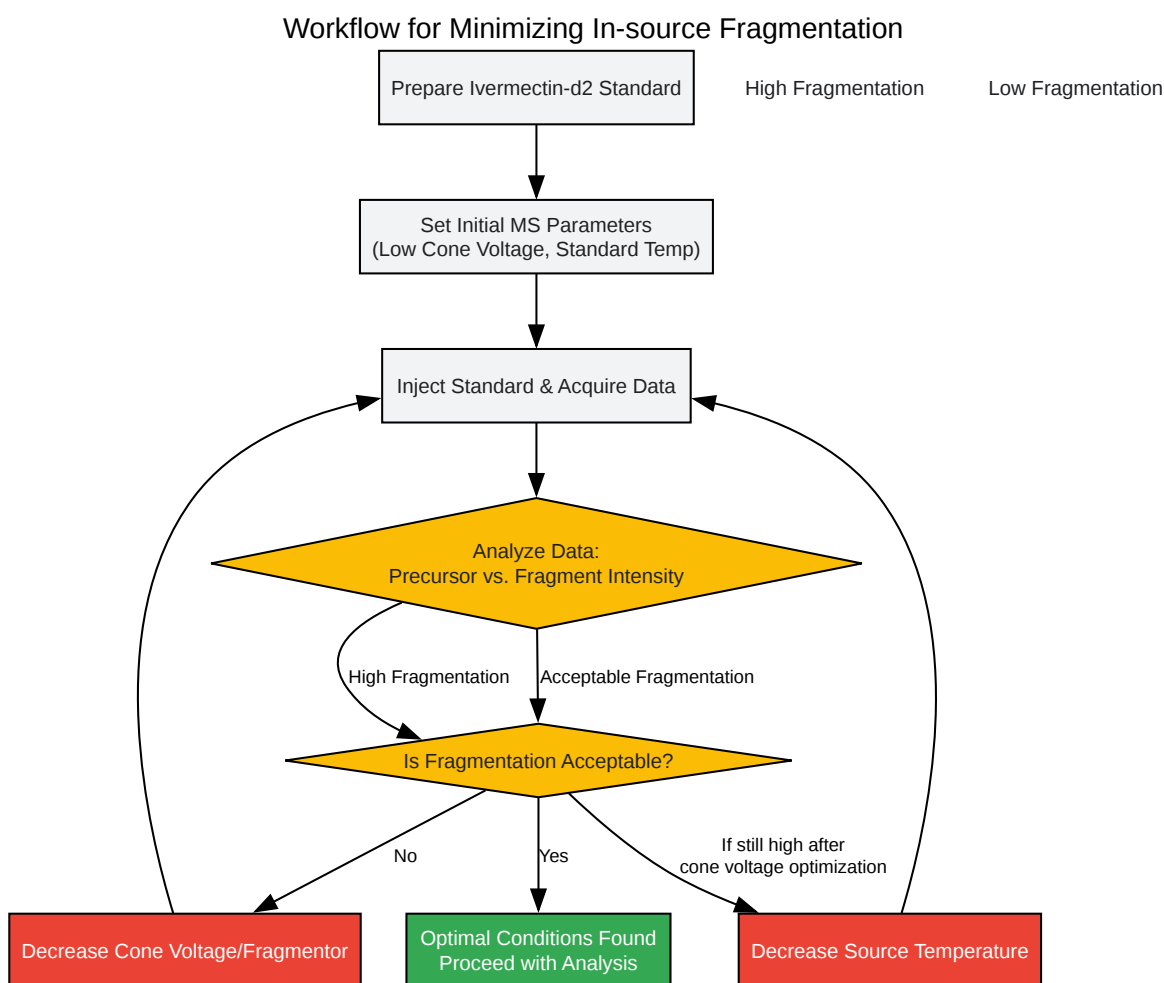 Workflow for Minimizing In-source Fragmentation
Prepare Ivermectin-d2 Standard
High Fragmentation
Low Fragmentation
Set Initial MS Parameters
(Low Cone Voltage, Standard Temp)
Inject Standard & Acquire Data
Analyze Data:
Precursor vs. Fragment Intensity
High Fragmentation
Acceptable Fragmentation
Is Fragmentation Acceptable?
No
Yes
If still high after
cone voltage optimization
Decrease Cone Voltage/Fragmentor
Optimal Conditions Found
Proceed with Analysis
Decrease Source Temperature